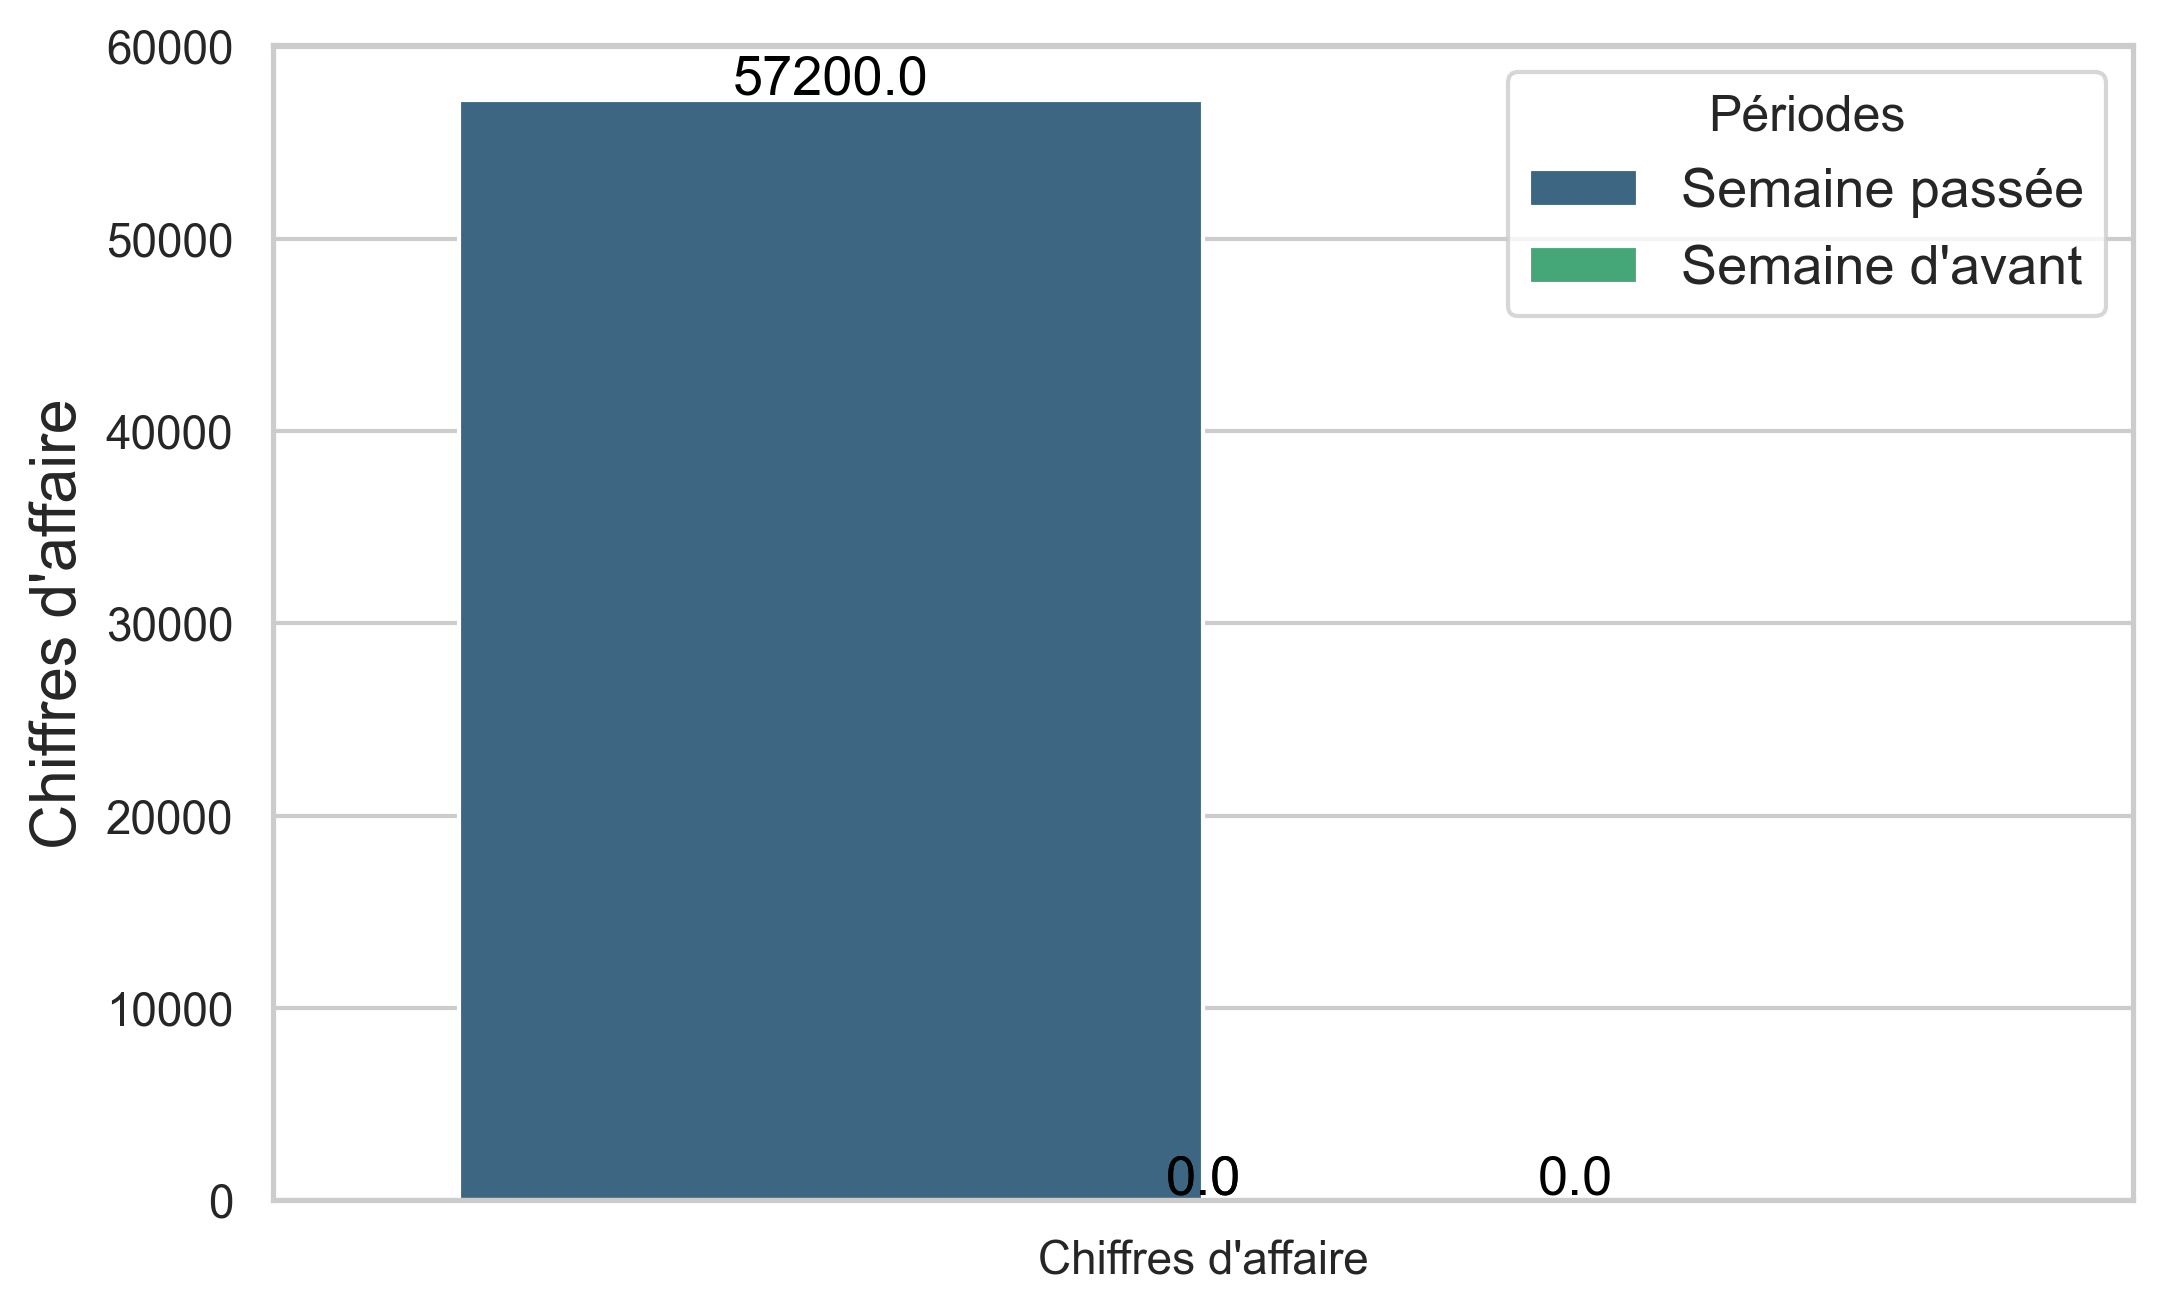 60000
50000
40000
30000
20000
10000
0
Chiffres d'affaire
57200.0
0.0
0.0
Périodes
Semaine passée
Semaine d'avant
Chiffres d'affaire